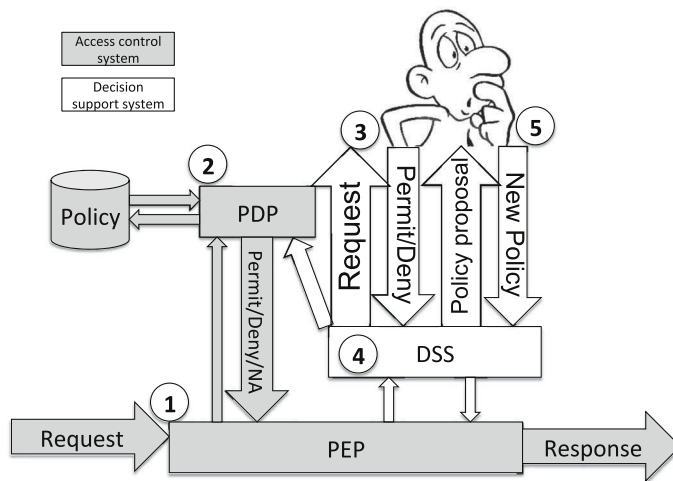 Access control
system
Decision
support system
3
5
2
Policy
PDP
Request
Permit/Deny
Policy proposal
New Policy
Permit/Deny/NA
4
DSS
1
Request
PEP
Response